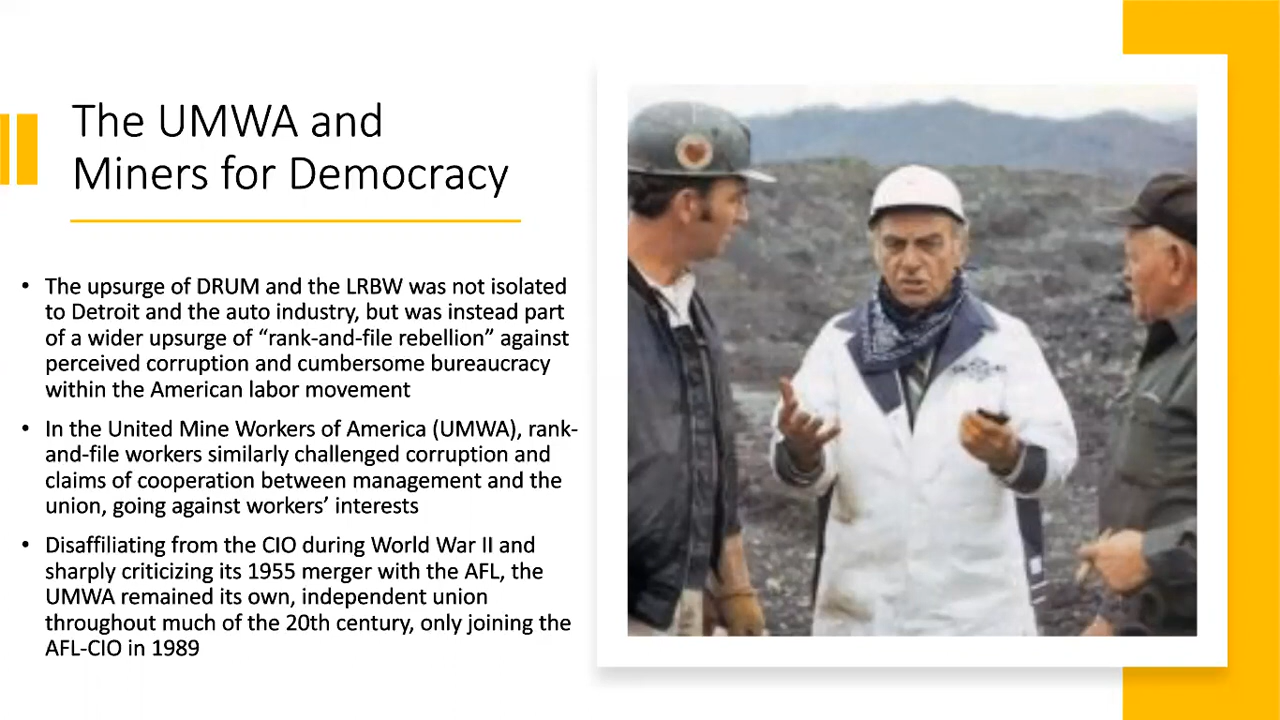 The UMWA and
Miners for Democracy
• The upsurge of DRUM and the LRBW was not isolated
to Detroit and the auto industry, but was instead part
of a wider upsurge of “rank-and-file rebellion” against
perceived corruption and cumbersome bureaucracy
within the American labor movement
• In the United Mine Workers of America (UMWA), rank-
and-file workers similarly challenged corruption and
claims of cooperation between management and the
union, going against workers’ interests
• Disaffiliating from the CIO during World War II and
sharply criticizing its 1955 merger with the AFL, the
UMWA remained its own, independent union
throughout much of the 20th century, only joining the
AFL-CIO in 1989